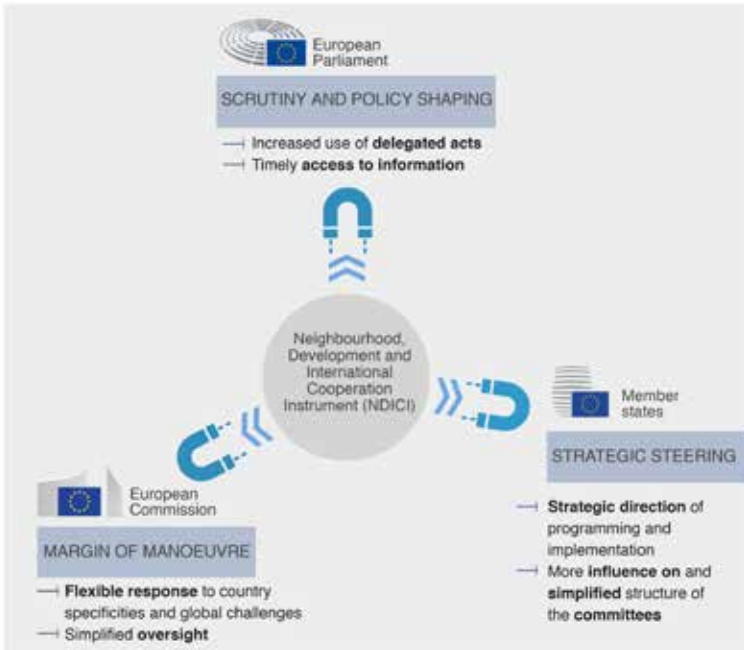 European
Parliament
SCRUTINY AND POLICY SHAPING
Increased use of delegated acts
Timely access to information
Neighbourhood,
Development and
International
Cooperation
Instrument (NDICI)
Member
states
STRATEGIC STEERING
Strategic direction of
programming and
implementation
More influence on and
simplified structure of
the committees
European
Commission
MARGIN OF MANOEUVRE
Flexible response to country
specificities and global challenges
Simplified oversight